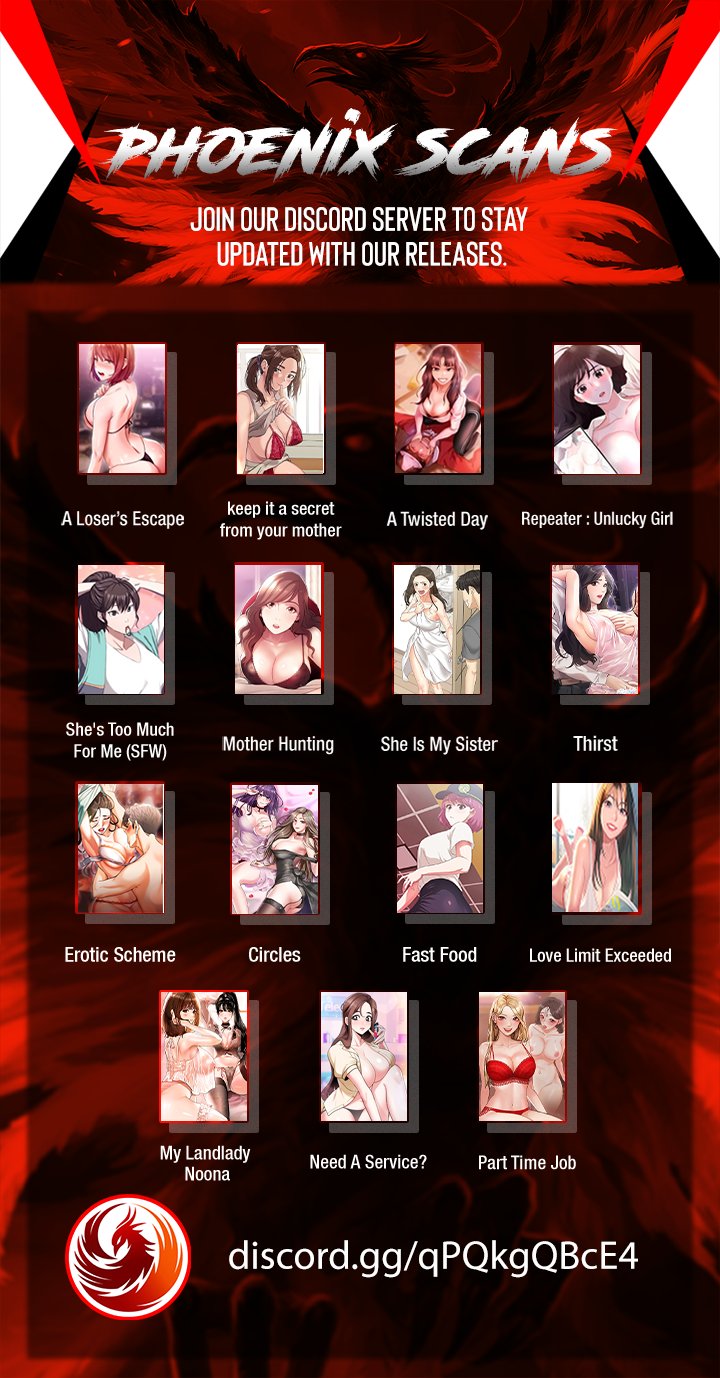 PHOENIX SCANS
JOIN OUR DISCORD SERVER TO STAY
UPDATED WITH OUR RELEASES.
A Loser's Escape
keep it a secret
from your mother
A Twisted Day
Repeater : Unlucky Girl
She's Too Much
For Me (SFW)
Mother Hunting
She Is My Sister
Thirst
Erotic Scheme
Circles
Fast Food
Love Limit Exceeded
My Landlady
Noona
Need A Service?
Part Time Job
discord.gg/qPQkgQBcE4